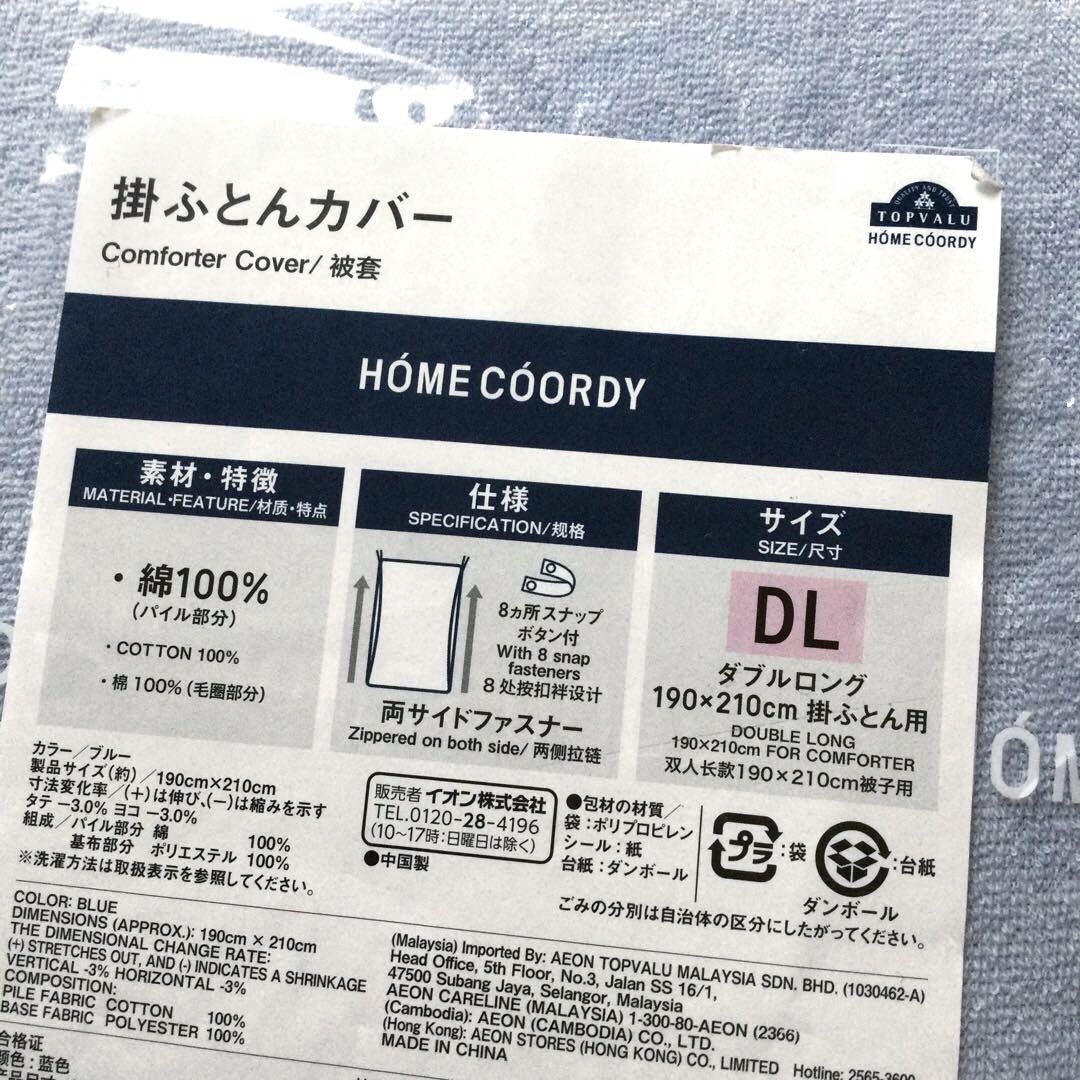 掛ふとんカバー
Comforter Cover/ 被套
QUALITY AND TRUST
TOPVALU
HÓME CÓORDY
HÓME CÓORDY
素材・特徴
MATERIAL・FEATURE/材质・特点
・綿100%
(パイル部分)
・COTTON 100%
・棉 100% (毛圈部分)
仕様
SPECIFICATION/规格
8ヵ所スナップ
ボタン付
With 8 snap
fasteners
8 处按扣袢设计
両サイドファスナー
Zippered on both side/ 两侧拉链
サイズ
SIZE/尺寸
DL
ダブルロング
190×210cm 掛ふとん用
DOUBLE LONG
190×210cm FOR COMFORTER
双人长款190×210cm被子用
カラー/ブルー
製品サイズ(約)/190cm×210cm
寸法変化率/(+)は伸び、(-)は縮みを示す
タテ -3.0% ヨコ -3.0%
組成/パイル部分 綿 100%
基布部分 ポリエステル 100%
※洗濯方法は取扱表示を参照してください。
販売者 イオン株式会社
TEL.0120-28-4196
(10~17時:日曜日は除く)
●中国製
●包材の材質/
袋:ポリプロピレン
シール:紙
台紙:ダンボール
プラ:袋
:台紙
ダンボール
ごみの分別は自治体の区分にしたがってください。
COLOR: BLUE
DIMENSIONS (APPROX.): 190cm × 210cm
THE DIMENSIONAL CHANGE RATE:
(+) STRETCHES OUT, AND (-) INDICATES A SHRINKAGE
VERTICAL -3% HORIZONTAL -3%
COMPOSITION:
PILE FABRIC COTTON 100%
BASE FABRIC POLYESTER 100%
(Malaysia) Imported By: AEON TOPVALU MALAYSIA SDN. BHD. (1030462-A)
Head Office, 5th Floor, No.3, Jalan SS 16/1,
47500 Subang Jaya, Selangor, Malaysia
AEON CARELINE (MALAYSIA) 1-300-80-AEON (2366)
(Cambodia): AEON (CAMBODIA) CO., LTD.
(Hong Kong): AEON STORES (HONG KONG) CO., LIMITED Hotline: 2565-3600
MADE IN CHINA
合格证
颜色:蓝色
ÓM